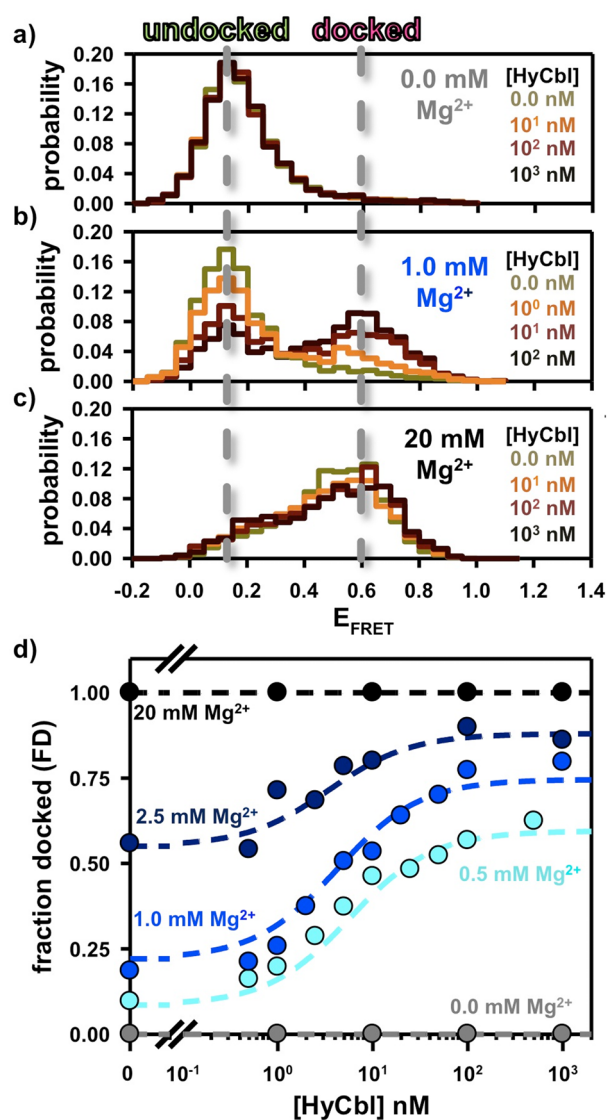 undocked docked
a)
0.20
0.16
0.12
0.08
0.04
0.00
probability
0.0 mM
Mg²⁺
[HyCbl]
0.0 nM
10¹ nM
10² nM
10³ nM
b)
0.20
0.16
0.12
0.08
0.04
0.00
probability
1.0 mM
Mg²⁺
[HyCbl]
0.0 nM
10⁰ nM
10¹ nM
10² nM
c)
0.20
0.16
0.12
0.08
0.04
0.00
probability
20 mM
Mg²⁺
[HyCbl]
0.0 nM
10¹ nM
10² nM
10³ nM
-0.2 0.0 0.2 0.4 0.6 0.8 1.0 1.2 1.4
E_FRET
d)
1.00
0.75
0.50
0.25
0.00
fraction docked (FD)
20 mM Mg²⁺
2.5 mM Mg²⁺
0.5 mM Mg²⁺
1.0 mM Mg²⁺
0.0 mM Mg²⁺
0 10⁻¹ 10⁰ 10¹ 10² 10³
[HyCbl] nM